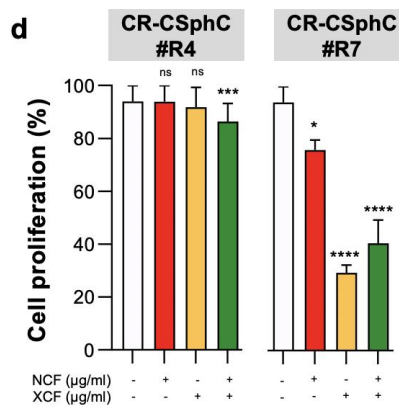 d
CR-CSphC
#R4
CR-CSphC
#R7
Cell proliferation (%)
100
80
60
40
20
0
ns
ns
***
*
****
****
NCF (µg/ml) - + - + - + - +
XCF (µg/ml) - - + + - - + +